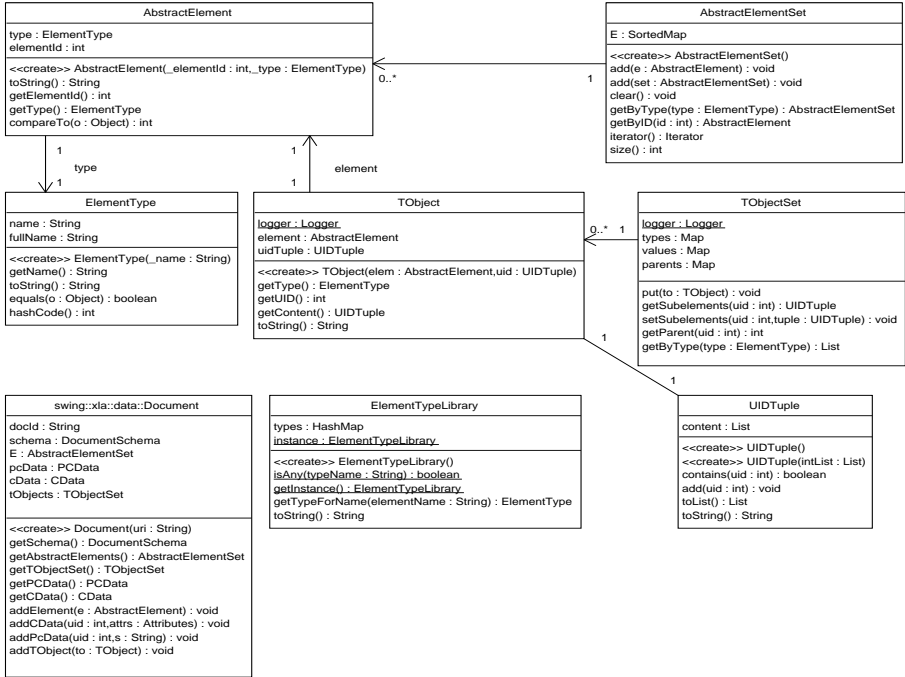 AbstractElement
type : ElementType
elementId : int
<<create>> AbstractElement(_elementId : int,_type : ElementType)
toString() : String
getElementId() : int
getType() : ElementType
compareTo(o : Object) : int
AbstractElementSet
E : SortedMap
<<create>> AbstractElementSet()
add(e : AbstractElement) : void
add(set : AbstractElementSet) : void
clear() : void
getByType(type : ElementType) : AbstractElementSet
getByID(id : int) : AbstractElement
iterator() : Iterator
size() : int
0..*
1
1
type
1
1
element
1
ElementType
name : String
fullName : String
<<create>> ElementType(_name : String)
getName() : String
toString() : String
equals(o : Object) : boolean
hashCode() : int
TObject
logger : Logger
element : AbstractElement
uidTuple : UIDTuple
<<create>> TObject(elem : AbstractElement,uid : UIDTuple)
getType() : ElementType
getUID() : int
getContent() : UIDTuple
toString() : String
0..*
1
TObjectSet
logger : Logger
types : Map
values : Map
parents : Map
put(to : TObject) : void
getSubelements(uid : int) : UIDTuple
setSubelements(uid : int,tuple : UIDTuple) : void
getParent(uid : int) : int
getByType(type : ElementType) : List
1
1
swing::xla::data::Document
docId : String
schema : DocumentSchema
E : AbstractElementSet
pcData : PCData
cData : CData
tObjects : TObjectSet
<<create>> Document(uri : String)
getSchema() : DocumentSchema
getAbstractElements() : AbstractElementSet
getTObjectSet() : TObjectSet
getPCData() : PCData
getCData() : CData
addElement(e : AbstractElement) : void
addCData(uid : int,attrs : Attributes) : void
addPcData(uid : int,s : String) : void
addTObject(to : TObject) : void
ElementTypeLibrary
types : HashMap
instance : ElementTypeLibrary
<<create>> ElementTypeLibrary()
isAny(typeName : String) : boolean
getInstance() : ElementTypeLibrary
getTypeForName(elementName : String) : ElementType
toString() : String
UIDTuple
content : List
<<create>> UIDTuple()
<<create>> UIDTuple(intList : List)
contains(uid : int) : boolean
add(uid : int) : void
toList() : List
toString() : String